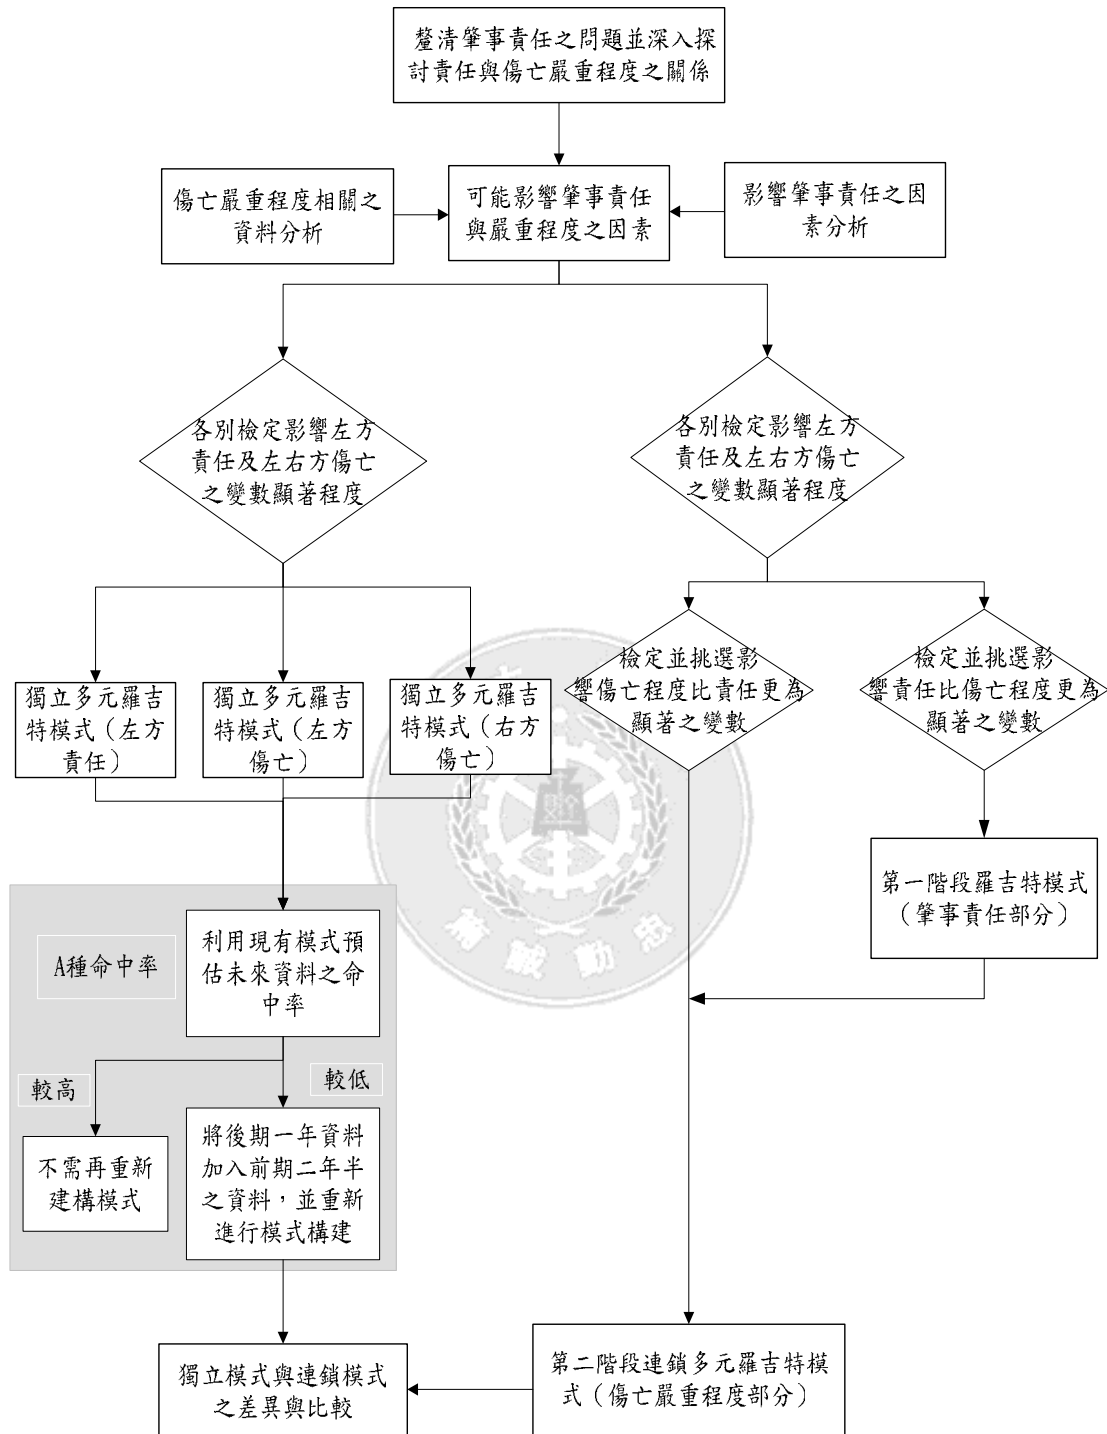 釐清肇事責任之問題並深入探
討責任與傷亡嚴重程度之關係
傷亡嚴重程度相關之
資料分析
可能影響肇事責任
與嚴重程度之因素
影響肇事責任之因
素分析
各別檢定影響左方
責任及左右方傷亡
之變數顯著程度
各別檢定影響左方
責任及左右方傷亡
之變數顯著程度
獨立多元羅吉
特模式（左方
責任）
獨立多元羅吉
特模式（左方
傷亡）
獨立多元羅吉
特模式（右方
傷亡）
檢定並挑選影
響傷亡程度比責任更為
顯著之變數
檢定並挑選影
響責任比傷亡程度更為
顯著之變數
第一階段羅吉特模式
（肇事責任部分）
A種命中率
利用現有模式預
估未來資料之命
中率
較高
較低
不需再重新
建構模式
將後期一年資料
加入前期二年半
之資料，並重新
進行模式構建
獨立模式與連鎖模式
之差異與比較
第二階段連鎖多元羅吉特模
式（傷亡嚴重程度部分）
誠 勤